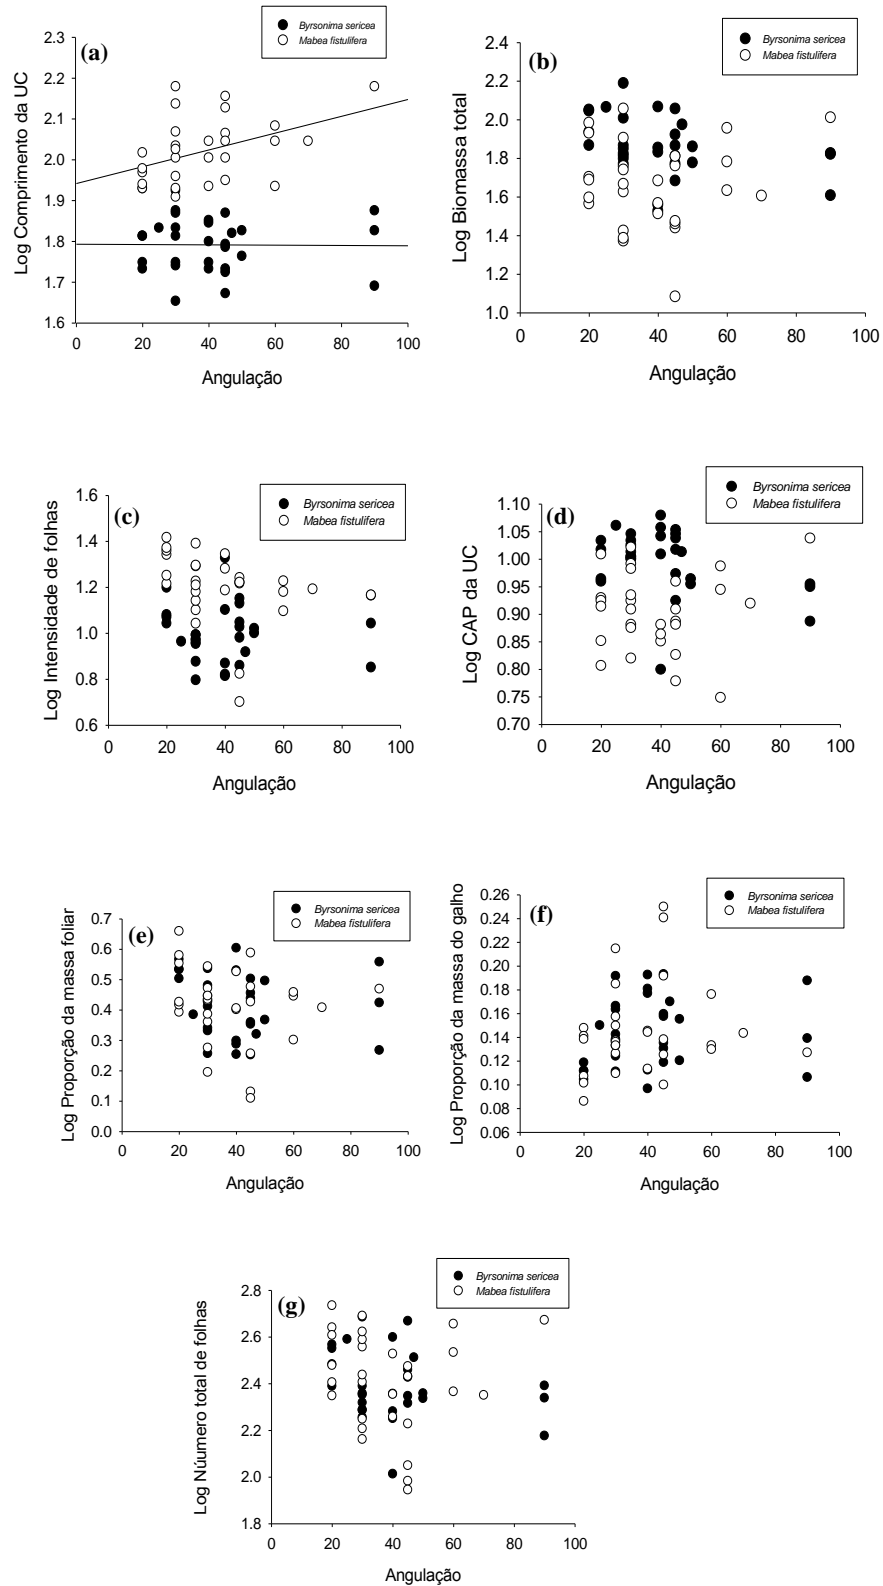 Byrsonima sericea
Mabea fistulifera
(a)
Log Comprimento da UC
2.3
2.2
2.1
2.0
1.9
1.8
1.7
1.6
0 20 40 60 80 100
Angulação
Byrsonima sericea
Mabea fistulifera
(b)
Log Biomassa total
2.4
2.2
2.0
1.8
1.6
1.4
1.2
1.0
0 20 40 60 80 100
Angulação
Byrsonima sericea
Mabea fistulifera
(c)
Log Intensidade de folhas
1.6
1.4
1.2
1.0
0.8
0.6
0 20 40 60 80 100
Angulação
Byrsonima sericea
Mabea fistulifera
(d)
Log CAP da UC
1.10
1.05
1.00
0.95
0.90
0.85
0.80
0.75
0.70
0 20 40 60 80 100
Angulação
Byrsonima sericea
Mabea fistulifera
(e)
Log Proporção da massa foliar
0.7
0.6
0.5
0.4
0.3
0.2
0.1
0.0
0 20 40 60 80 100
Angulação
Byrsonima sericea
Mabea fistulifera
(f)
Log Proporção da massa do galho
0.26
0.24
0.22
0.20
0.18
0.16
0.14
0.12
0.10
0.08
0.06
0 20 40 60 80 100
Angulação
Byrsonima sericea
Mabea fistulifera
(g)
Log Núumero total de folhas
2.8
2.6
2.4
2.2
2.0
1.8
0 20 40 60 80 100
Angulação